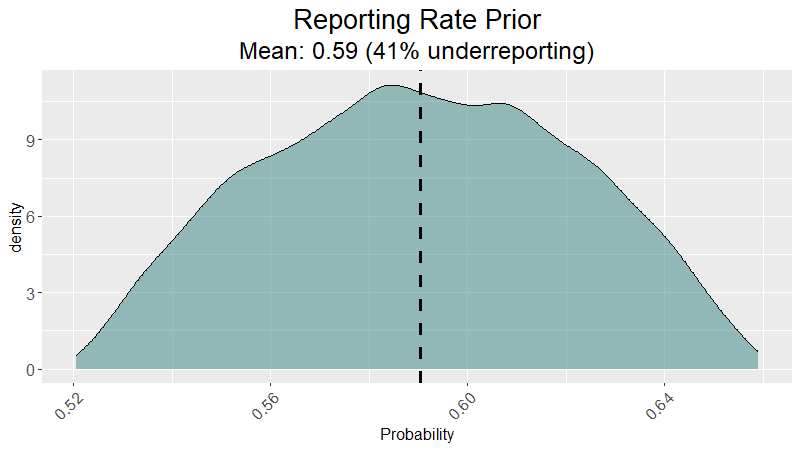 Reporting Rate Prior
Mean: 0.59 (41% underreporting)
density
9
6
3
0
0.52
0.56
0.60
0.64
Probability